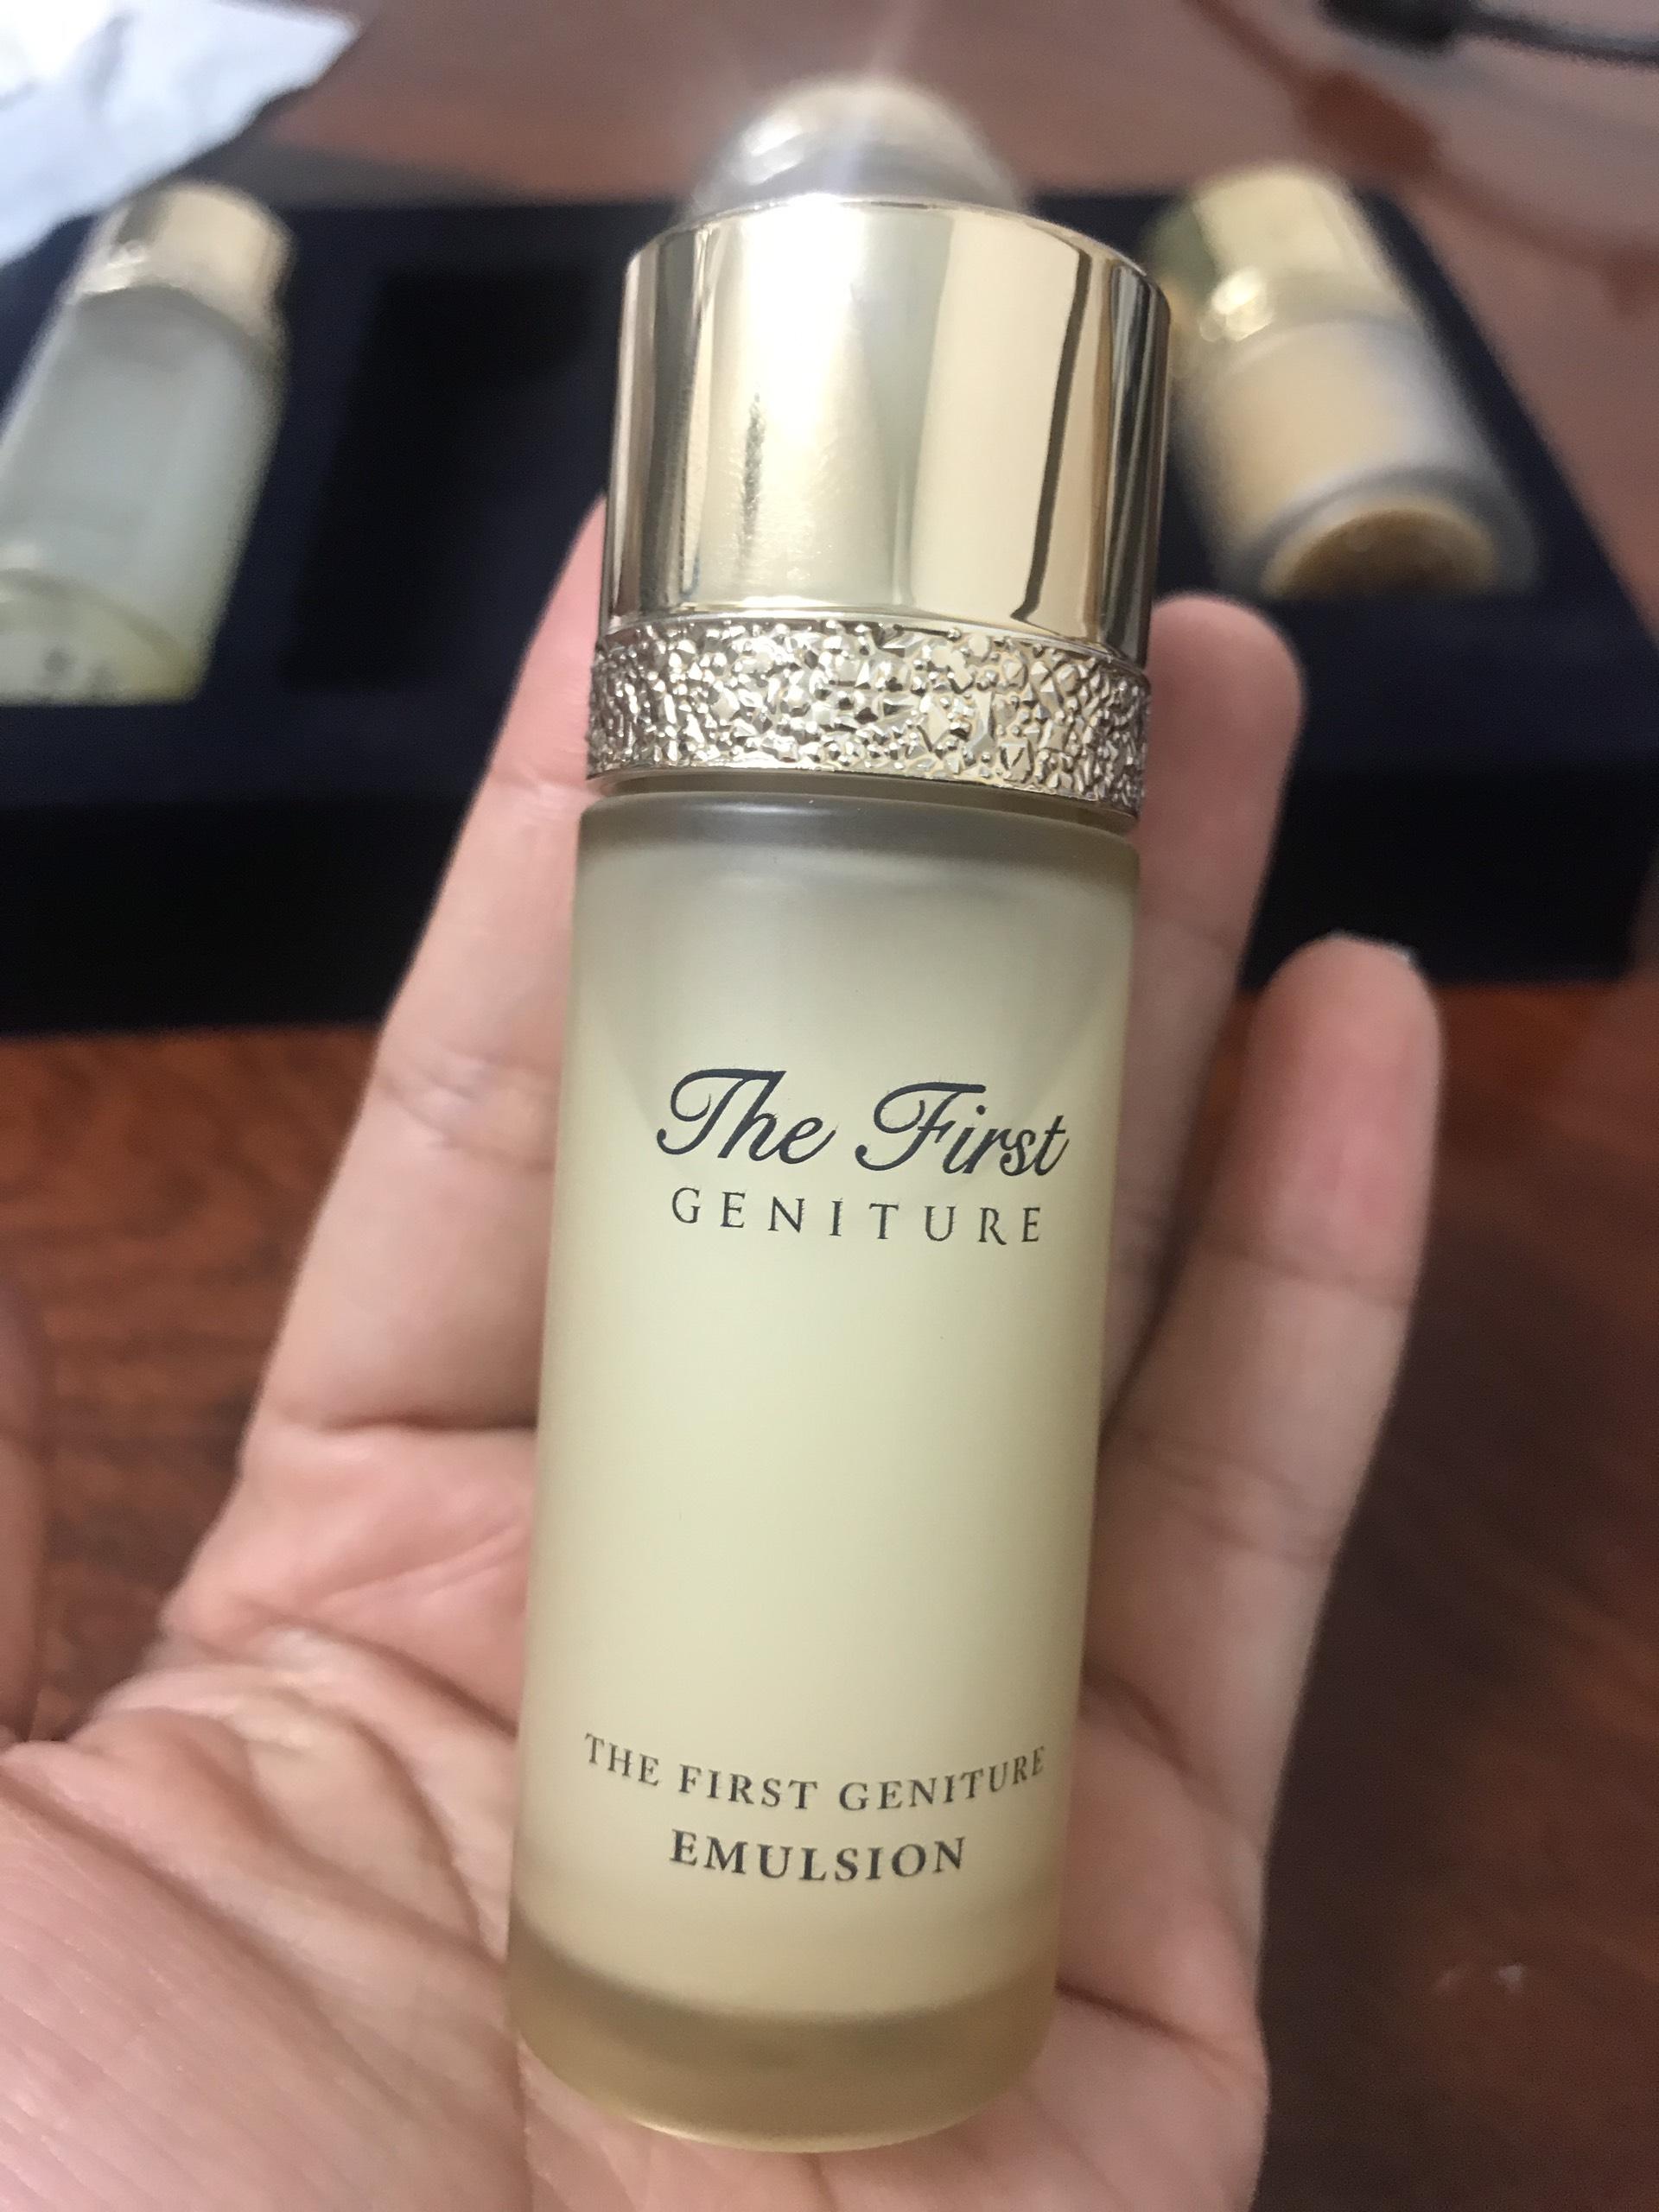 The First
GENITURE
THE FIRST GENITURE
EMULSION